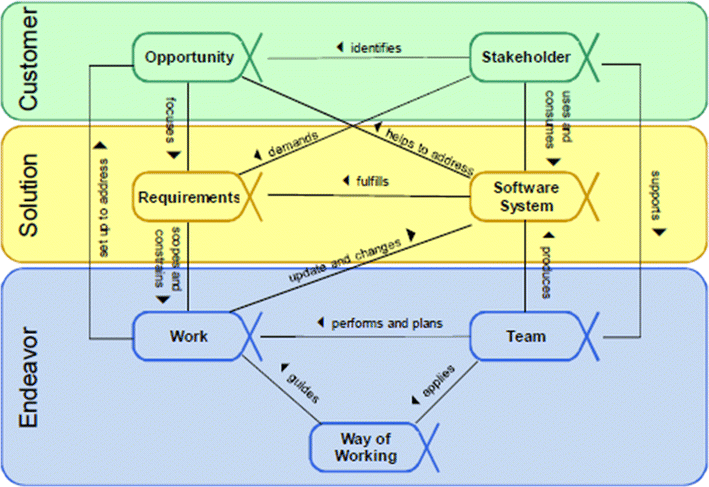 Customer
Opportunity
identifies
Stakeholder
focuses
demands
helps to address
uses and
consumes
Solution
set up to address
Requirements
fulfills
Software
System
supports
scopes and
constrains
update and changes
produces
Endeavor
Work
performs and plans
Team
guides
applies
Way of
Working